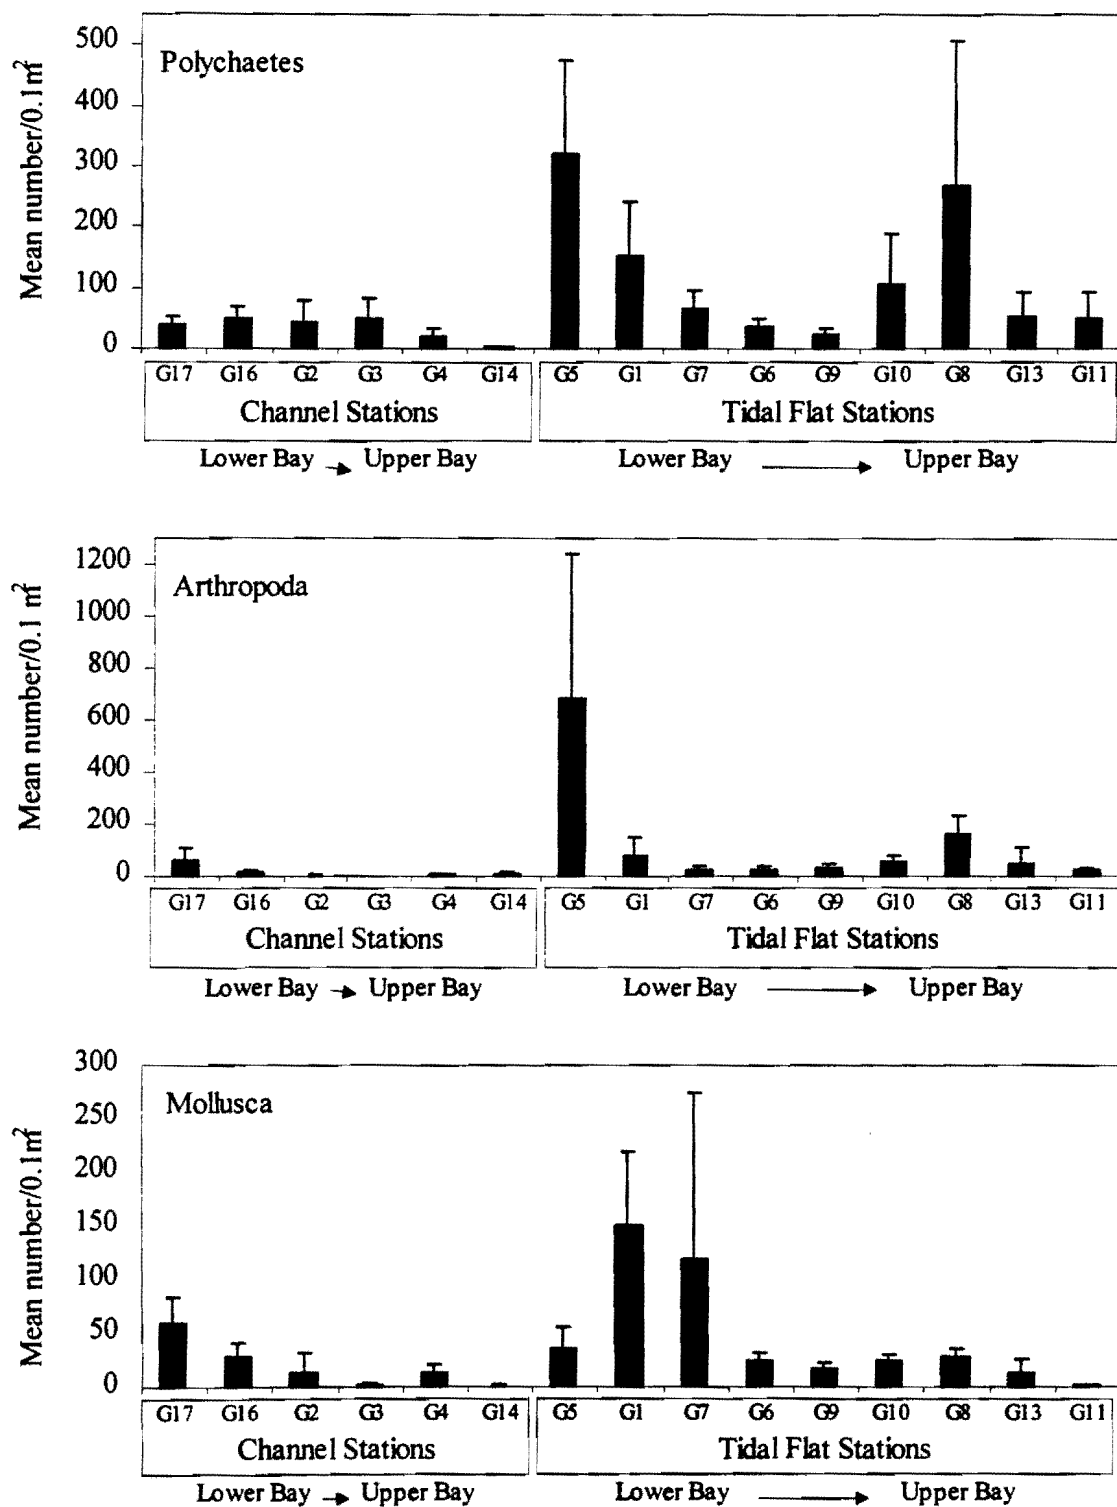 Polychaetes
Mean number/0.1m²
500
400
300
200
100
0
G17 G16 G2 G3 G4 G14 G5 G1 G7 G6 G9 G10 G8 G13 G11
Channel Stations Tidal Flat Stations
Lower Bay → Upper Bay Lower Bay → Upper Bay
Arthropoda
Mean number/0.1 m²
1200
1000
800
600
400
200
0
G17 G16 G2 G3 G4 G14 G5 G1 G7 G6 G9 G10 G8 G13 G11
Channel Stations Tidal Flat Stations
Lower Bay → Upper Bay Lower Bay → Upper Bay
Mollusca
Mean number/0.1m²
300
250
200
150
100
50
0
G17 G16 G2 G3 G4 G14 G5 G1 G7 G6 G9 G10 G8 G13 G11
Channel Stations Tidal Flat Stations
Lower Bay → Upper Bay Lower Bay → Upper Bay